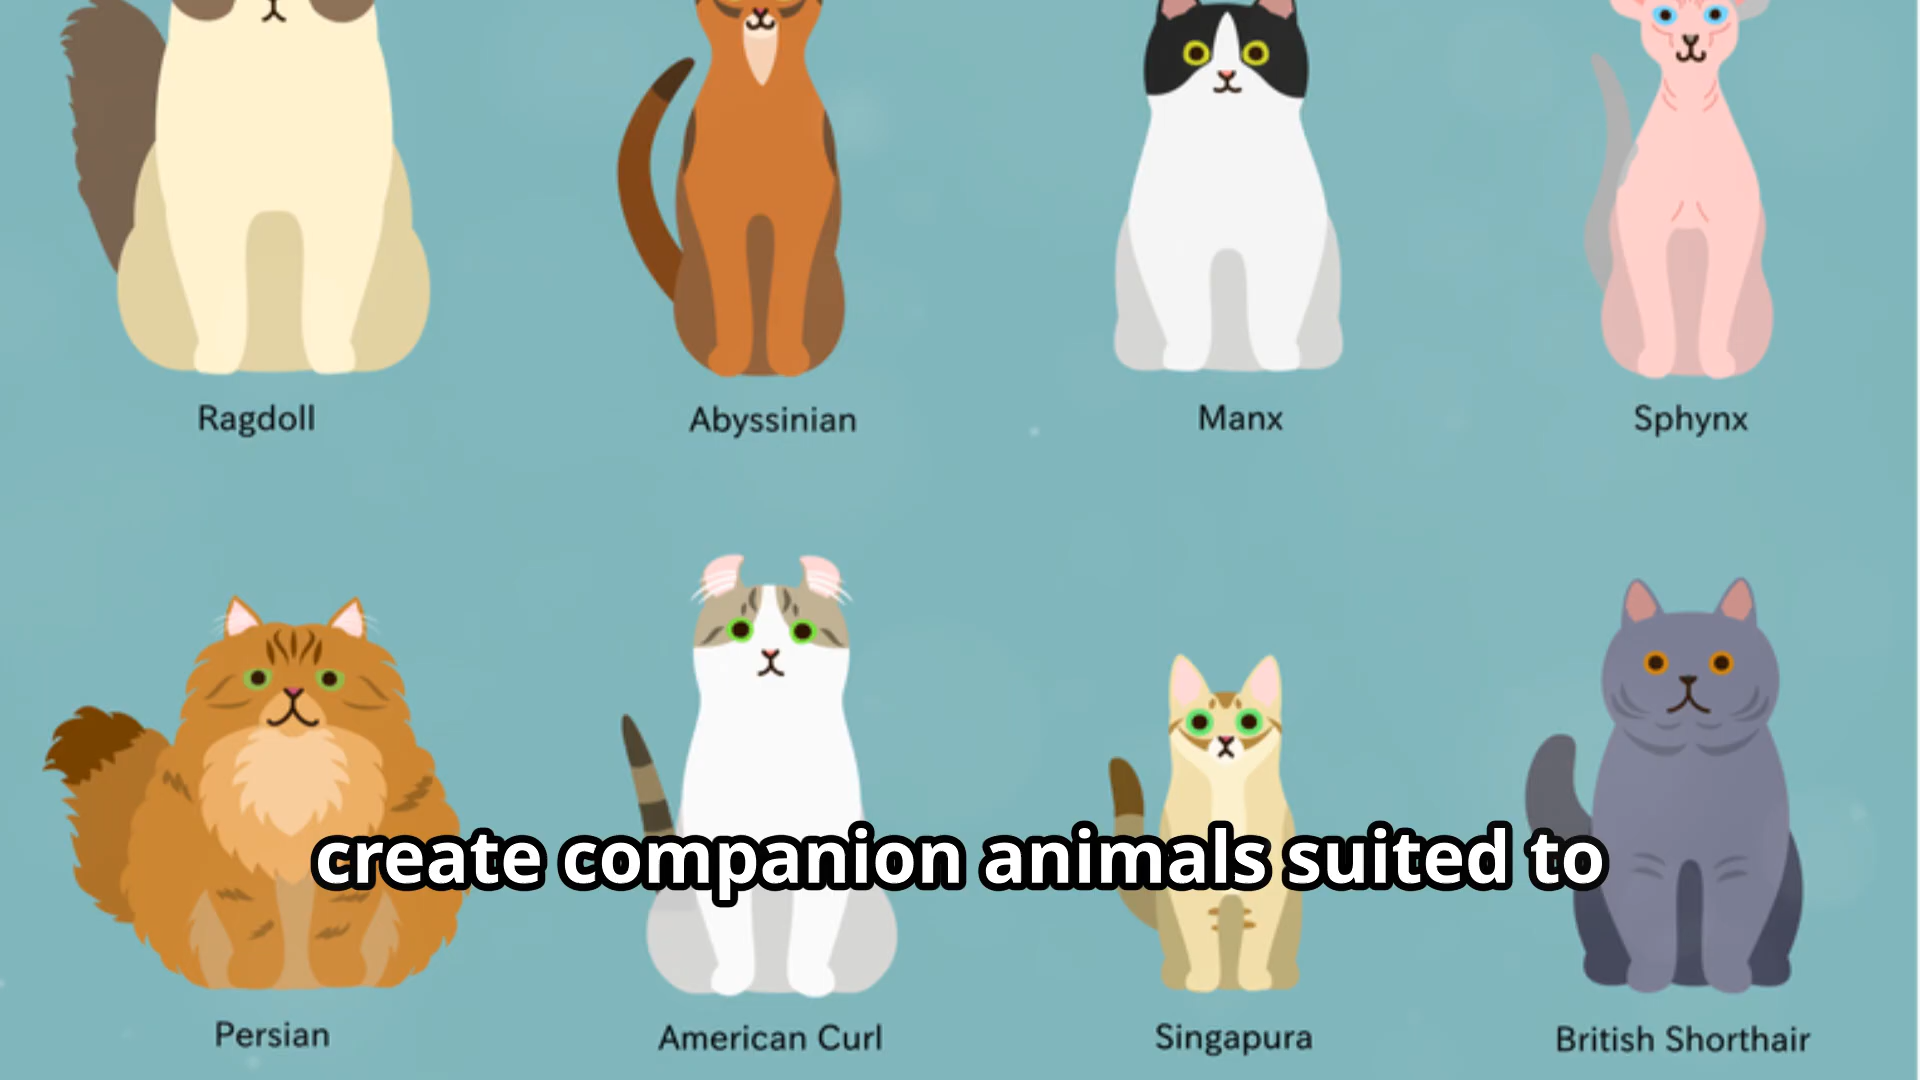 Ragdoll
Abyssinian
Manx
Sphynx
create companion animals suited to
Persian
American Curl
Singapura
British Shorthair